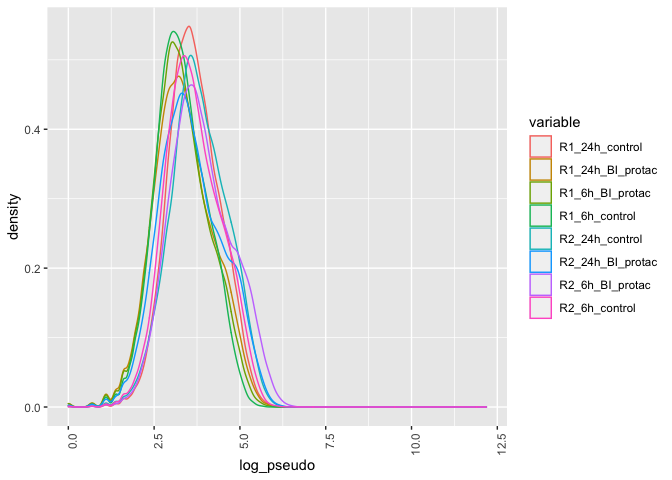 density
0.4
0.2
0.0
0.0
2.5
5.0
7.5
10.0
12.5
log_pseudo
variable
R1_24h_control
R1_24h_BI_protac
R1_6h_BI_protac
R1_6h_control
R2_24h_control
R2_24h_BI_protac
R2_6h_BI_protac
R2_6h_control